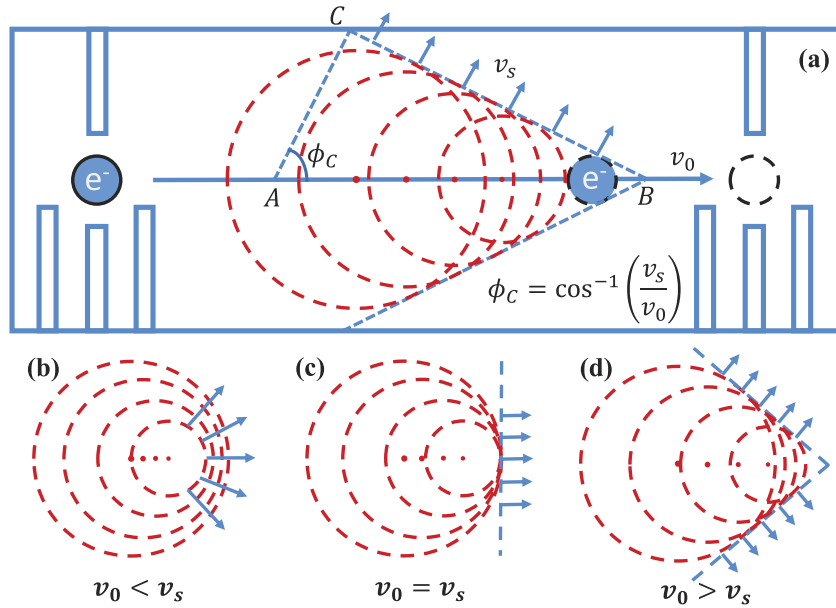 C
(a)
v_s
ϕ_C
v_0
e⁻
e⁻
A
B
ϕ_C = cos⁻¹(v_s/v_0)
(b)
(c)
(d)
v_0 < v_s
v_0 = v_s
v_0 > v_s